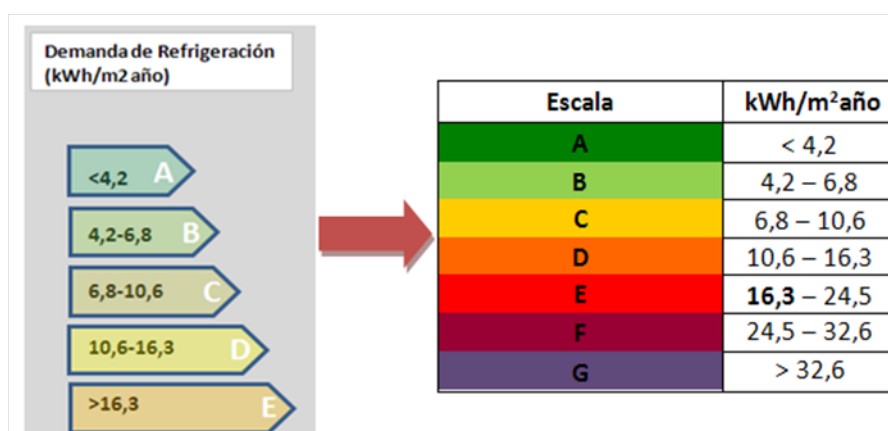 Demanda de Refrigeración
(kWh/m2 año)
<4,2 A
4,2-6,8 B
6,8-10,6 C
10,6-16,3 D
>16,3 E
Escala kWh/m²año
A < 4,2
B 4,2 – 6,8
C 6,8 – 10,6
D 10,6 – 16,3
E 16,3 – 24,5
F 24,5 – 32,6
G > 32,6